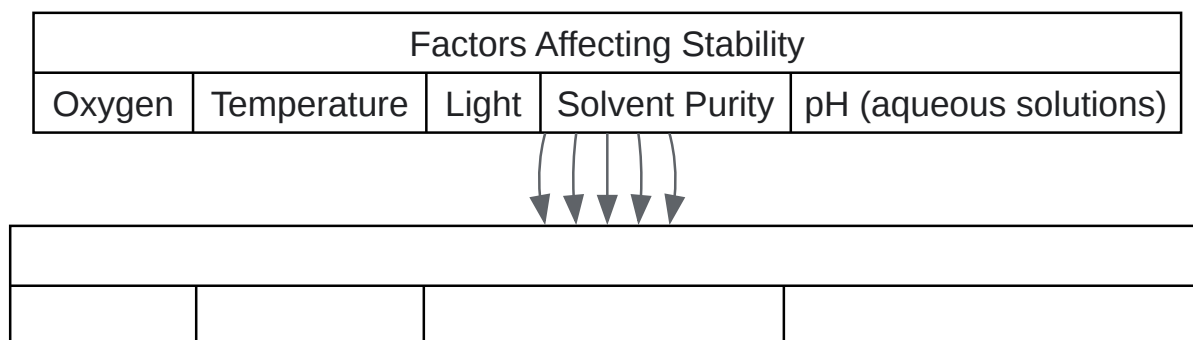 Factors Affecting Stability
Oxygen Temperature Light Solvent Purity pH (aqueous solutions)